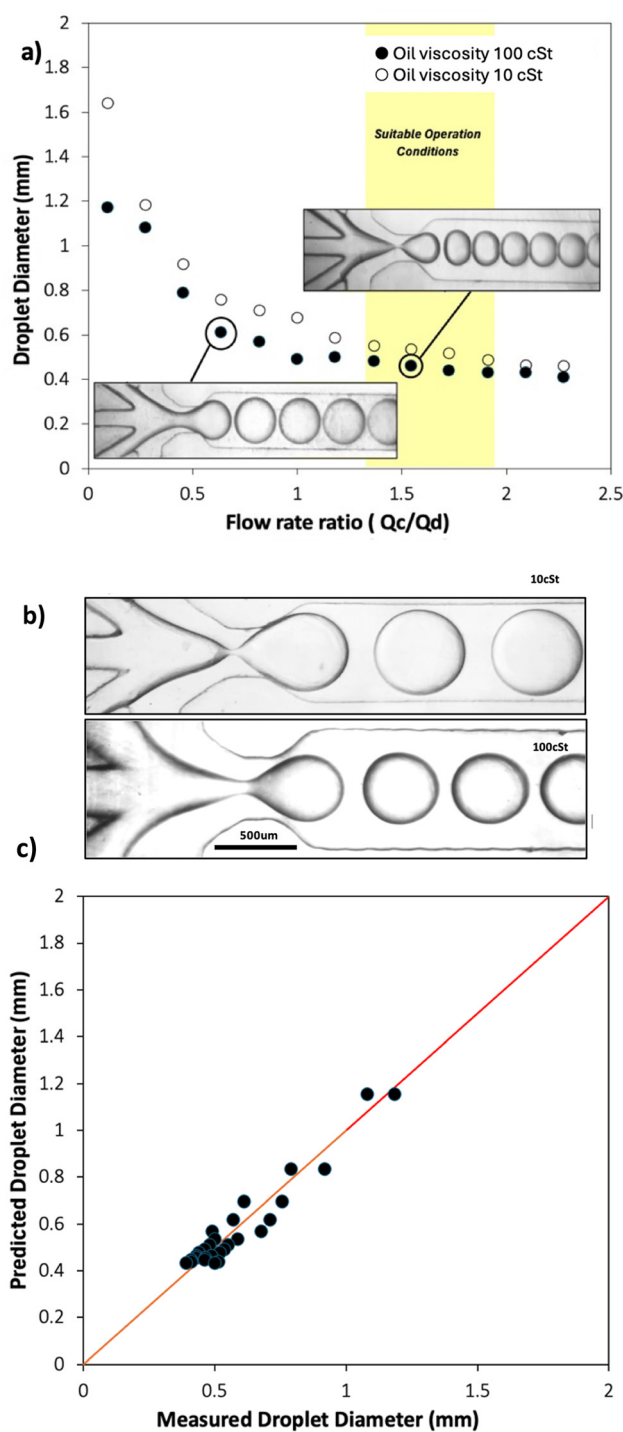 a)
Oil viscosity 100 cSt
Oil viscosity 10 cSt
Suitable Operation
Conditions
Droplet Diameter (mm)
2
1.8
1.6
1.4
1.2
1
0.8
0.6
0.4
0.2
0
0
0.5
1
1.5
2
2.5
Flow rate ratio ( Qc/Qd)
b)
10cSt
100cSt
500um
c)
Predicted Droplet Diameter (mm)
2
1.8
1.6
1.4
1.2
1
0.8
0.6
0.4
0.2
0
0
0.5
1
1.5
2
Measured Droplet Diameter (mm)